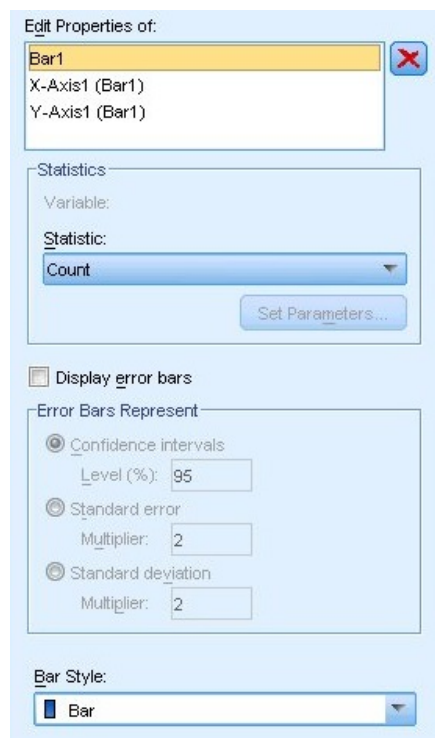 Edit Properties of:
Bar1
X-Axis1 (Bar1)
Y-Axis1 (Bar1)
Statistics
Variable:
Statistic:
Count
Set Parameters...
Display error bars
Error Bars Represent
Confidence intervals
Level (%): 95
Standard error
Multiplier: 2
Standard deviation
Multiplier: 2
Bar Style:
Bar